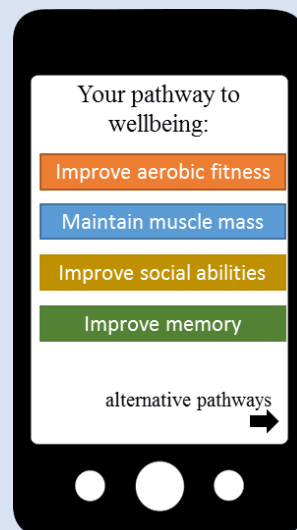 Your pathway to
wellbeing:
Improve aerobic fitness
Maintain muscle mass
Improve social abilities
Improve memory
alternative pathways